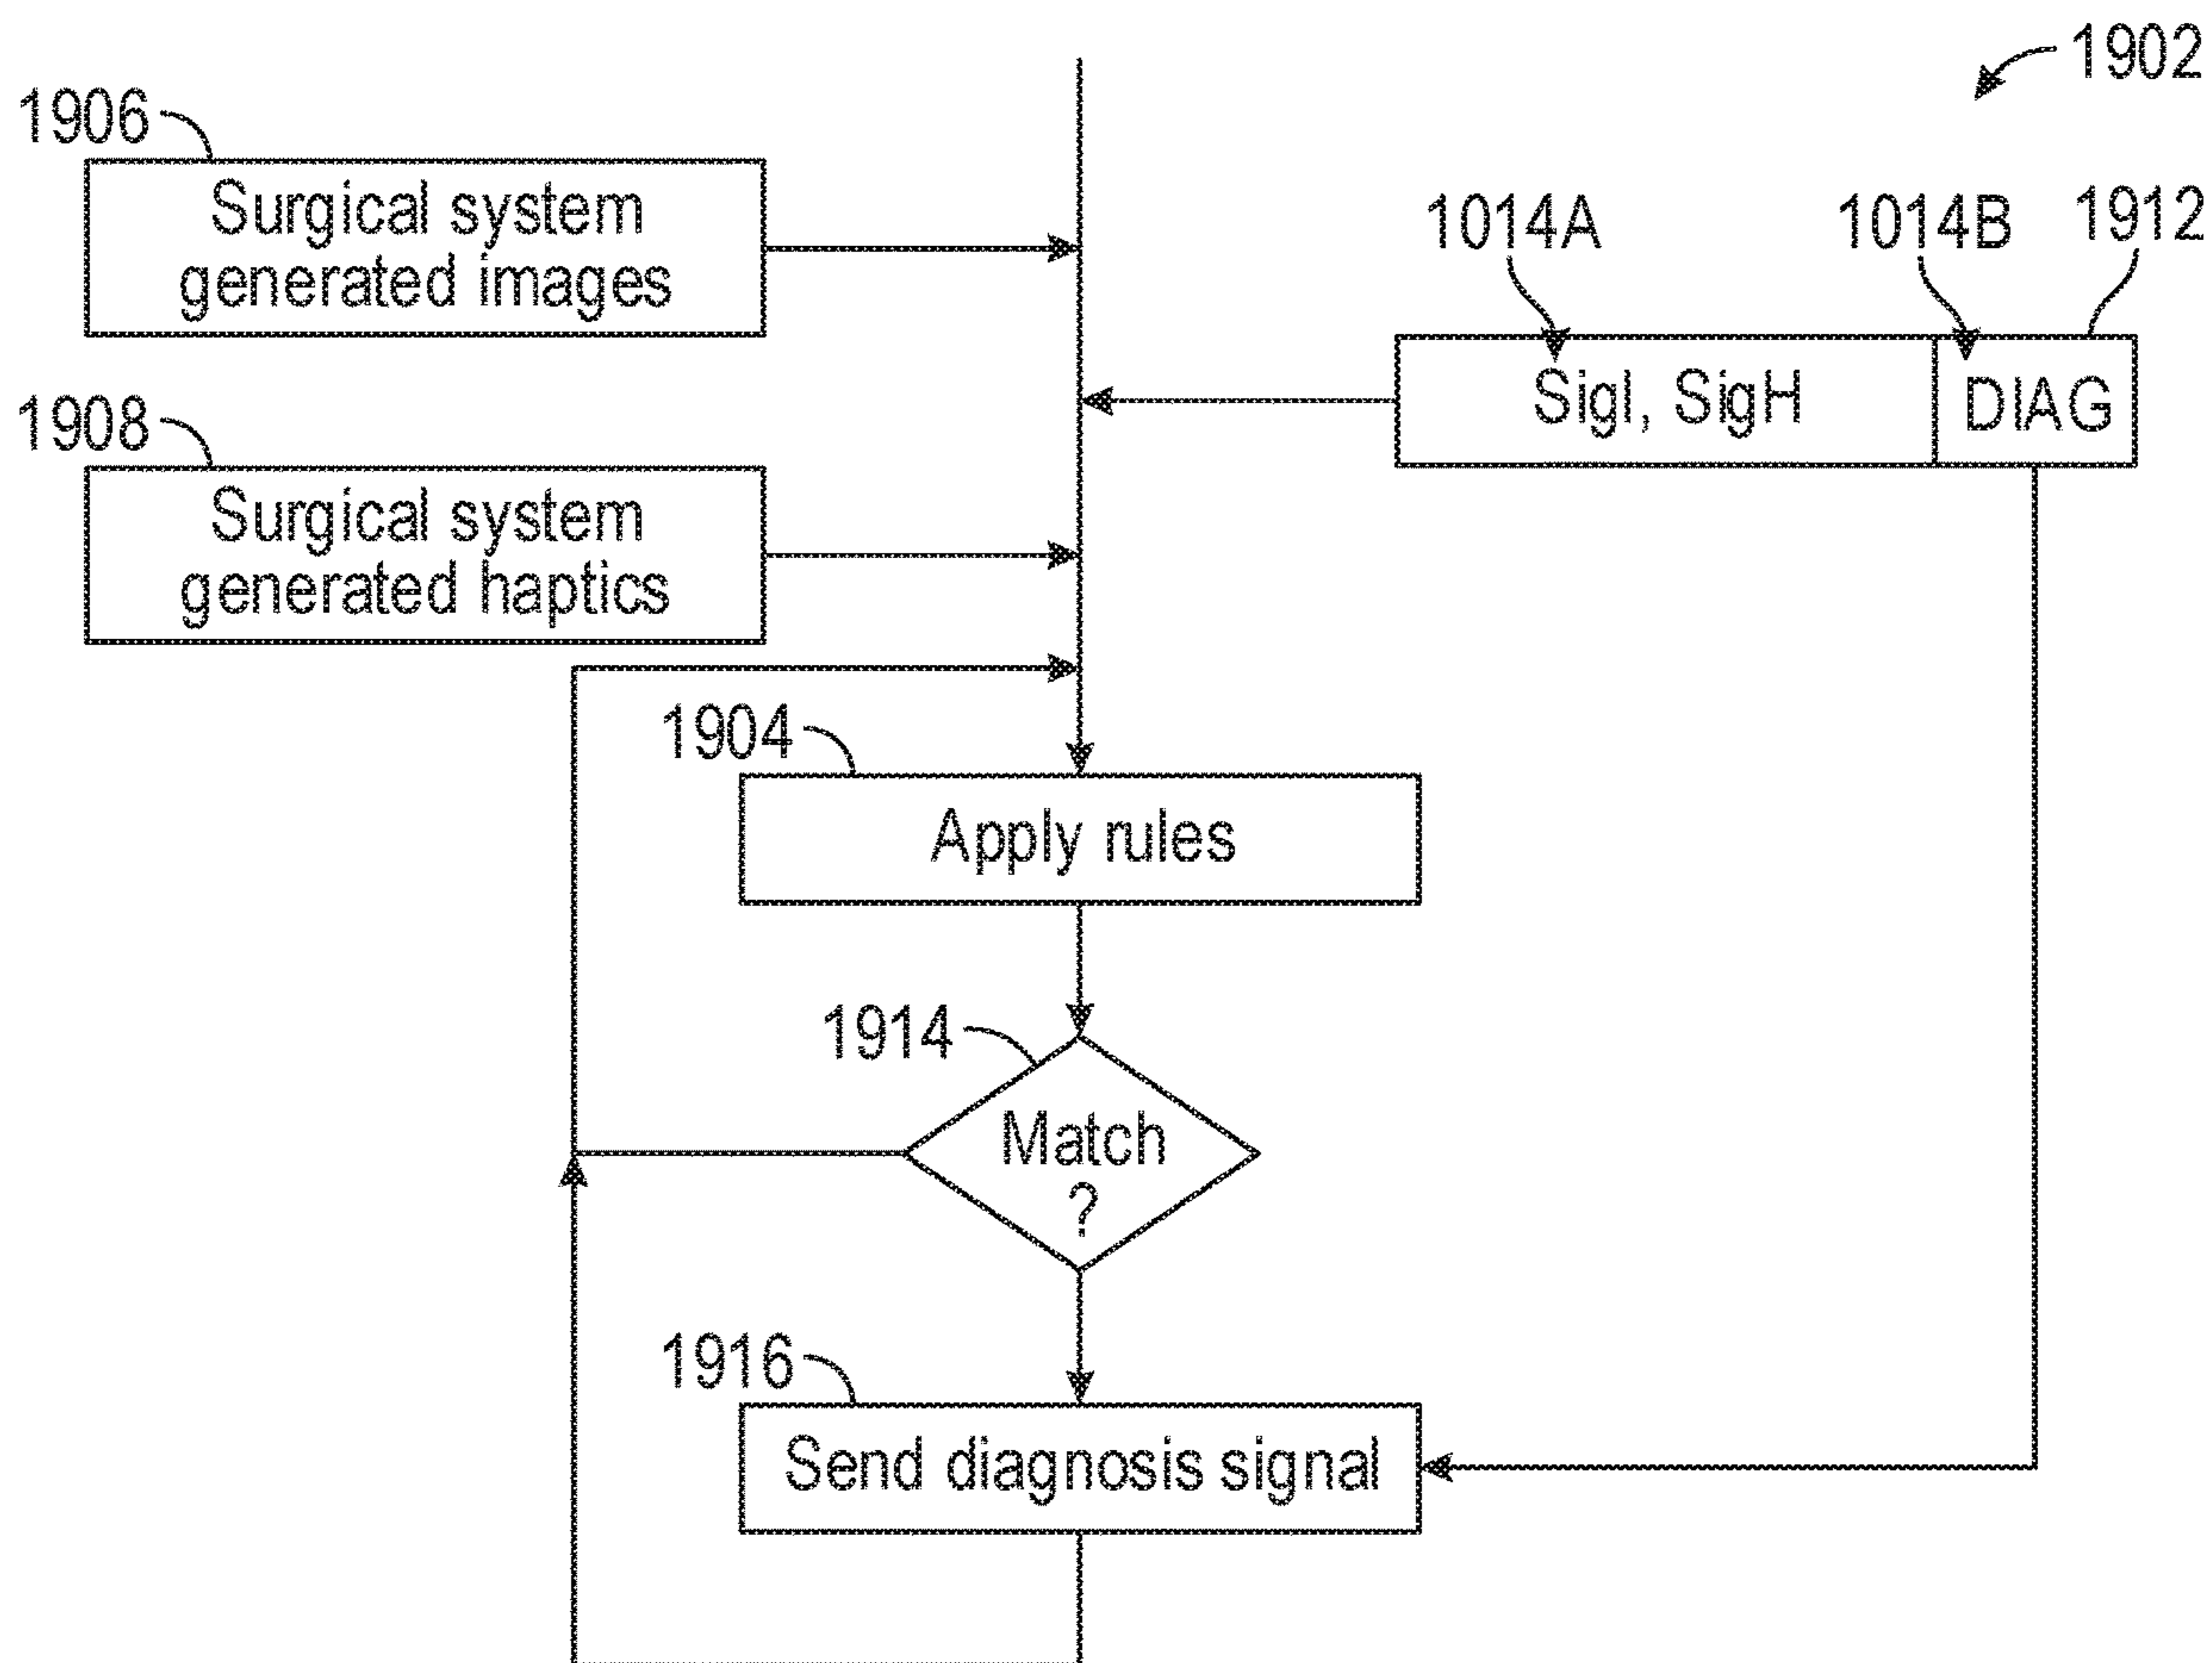 1902
1906
Surgical system
generated images
1014A
1014B
1912
SigI, SigH
DIAG
1908
Surgical system
generated haptics
1904
Apply rules
1914
Match
?
1916
Send diagnosis signal